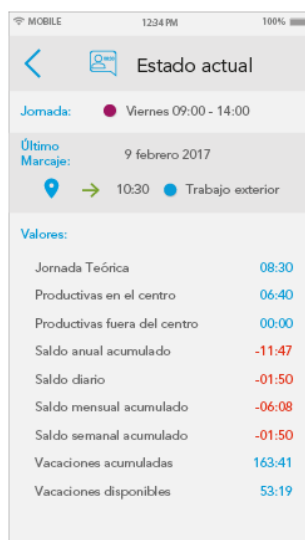 MOBILE 12:34 PM 100%
Estado actual
Jornada: Viernes 09:00 - 14:00
Último
Marcaje: 9 febrero 2017
10:30 Trabajo exterior
Valores:
Jornada Teórica 08:30
Productivas en el centro 06:40
Productivas fuera del centro 00:00
Saldo anual acumulado -11:47
Saldo diario -01:50
Saldo mensual acumulado -06:08
Saldo semanal acumulado -01:50
Vacaciones acumuladas 163:41
Vacaciones disponibles 53:19